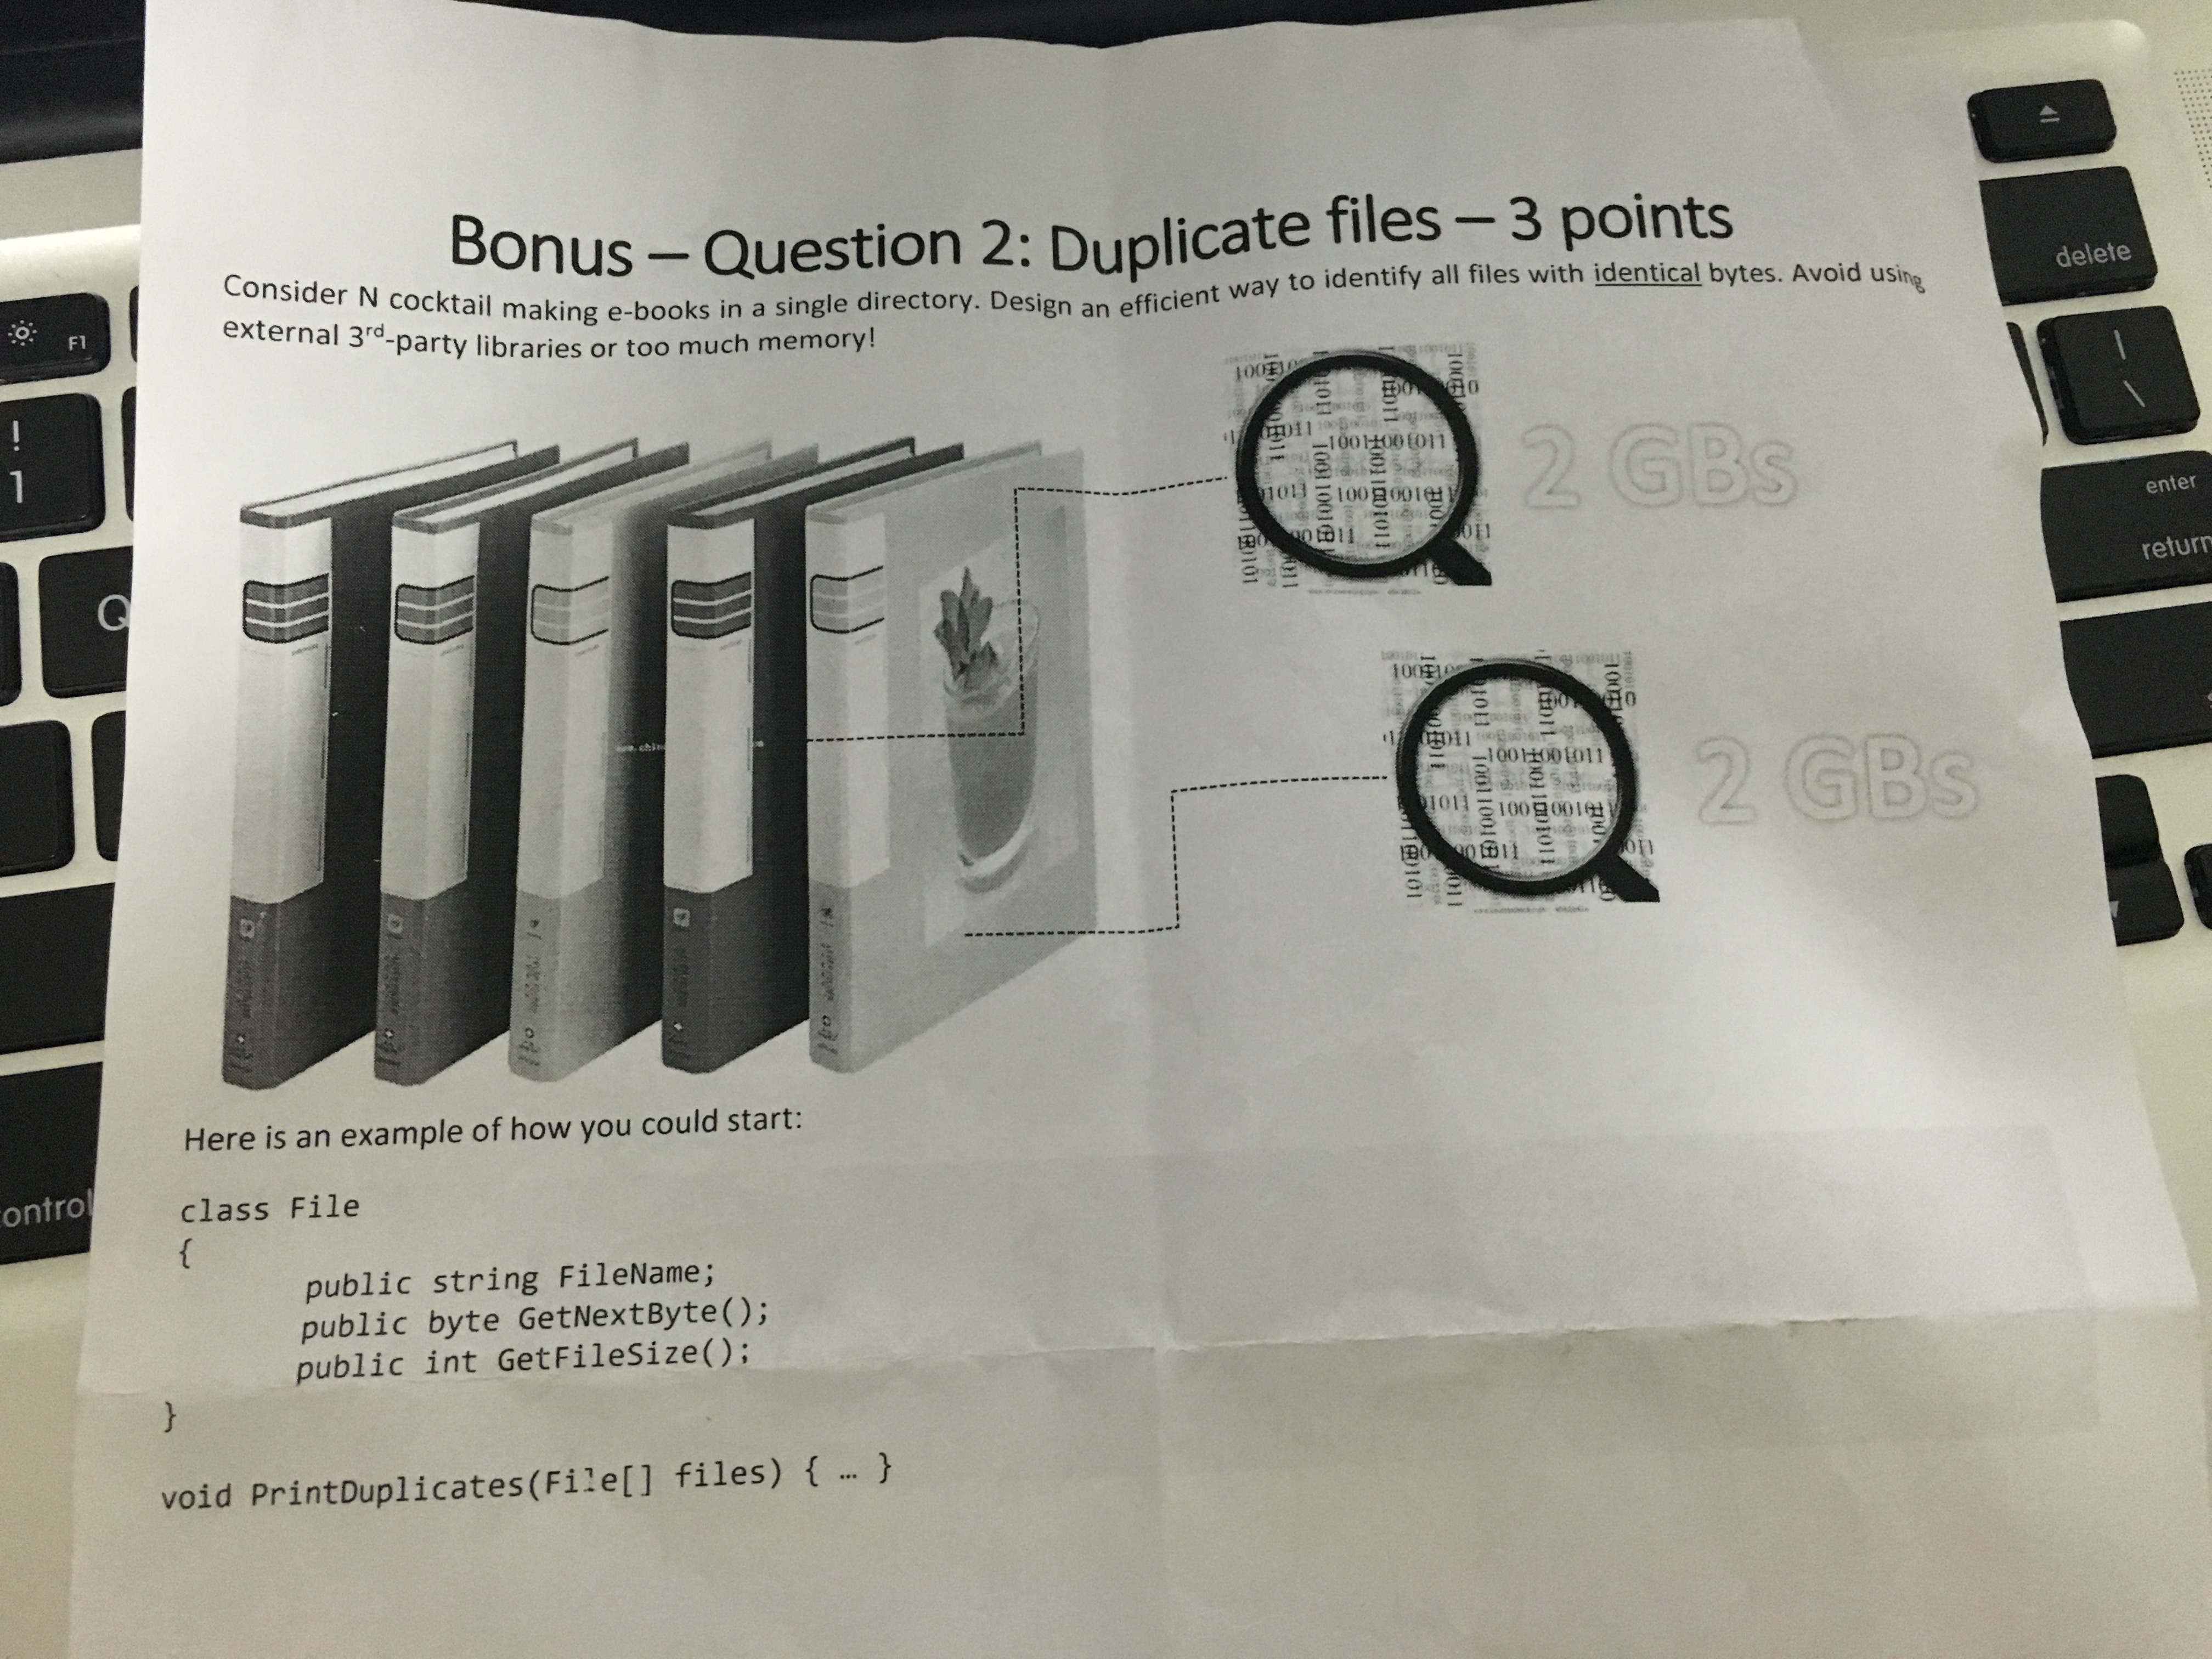 Bonus – Question 2: Duplicate files – 3 points
Consider N cocktail making e-books in a single directory. Design an efficient way to identify all files with identical bytes. Avoid using
external 3rd-party libraries or too much memory!
2 GBs
2 GBs
Here is an example of how you could start:
class File
{
public string FileName;
public byte GetNextByte();
public int GetFileSize();
}
void PrintDuplicates(File[] files) { … }
F1
!
1
Q
control
delete
|
\
enter
return